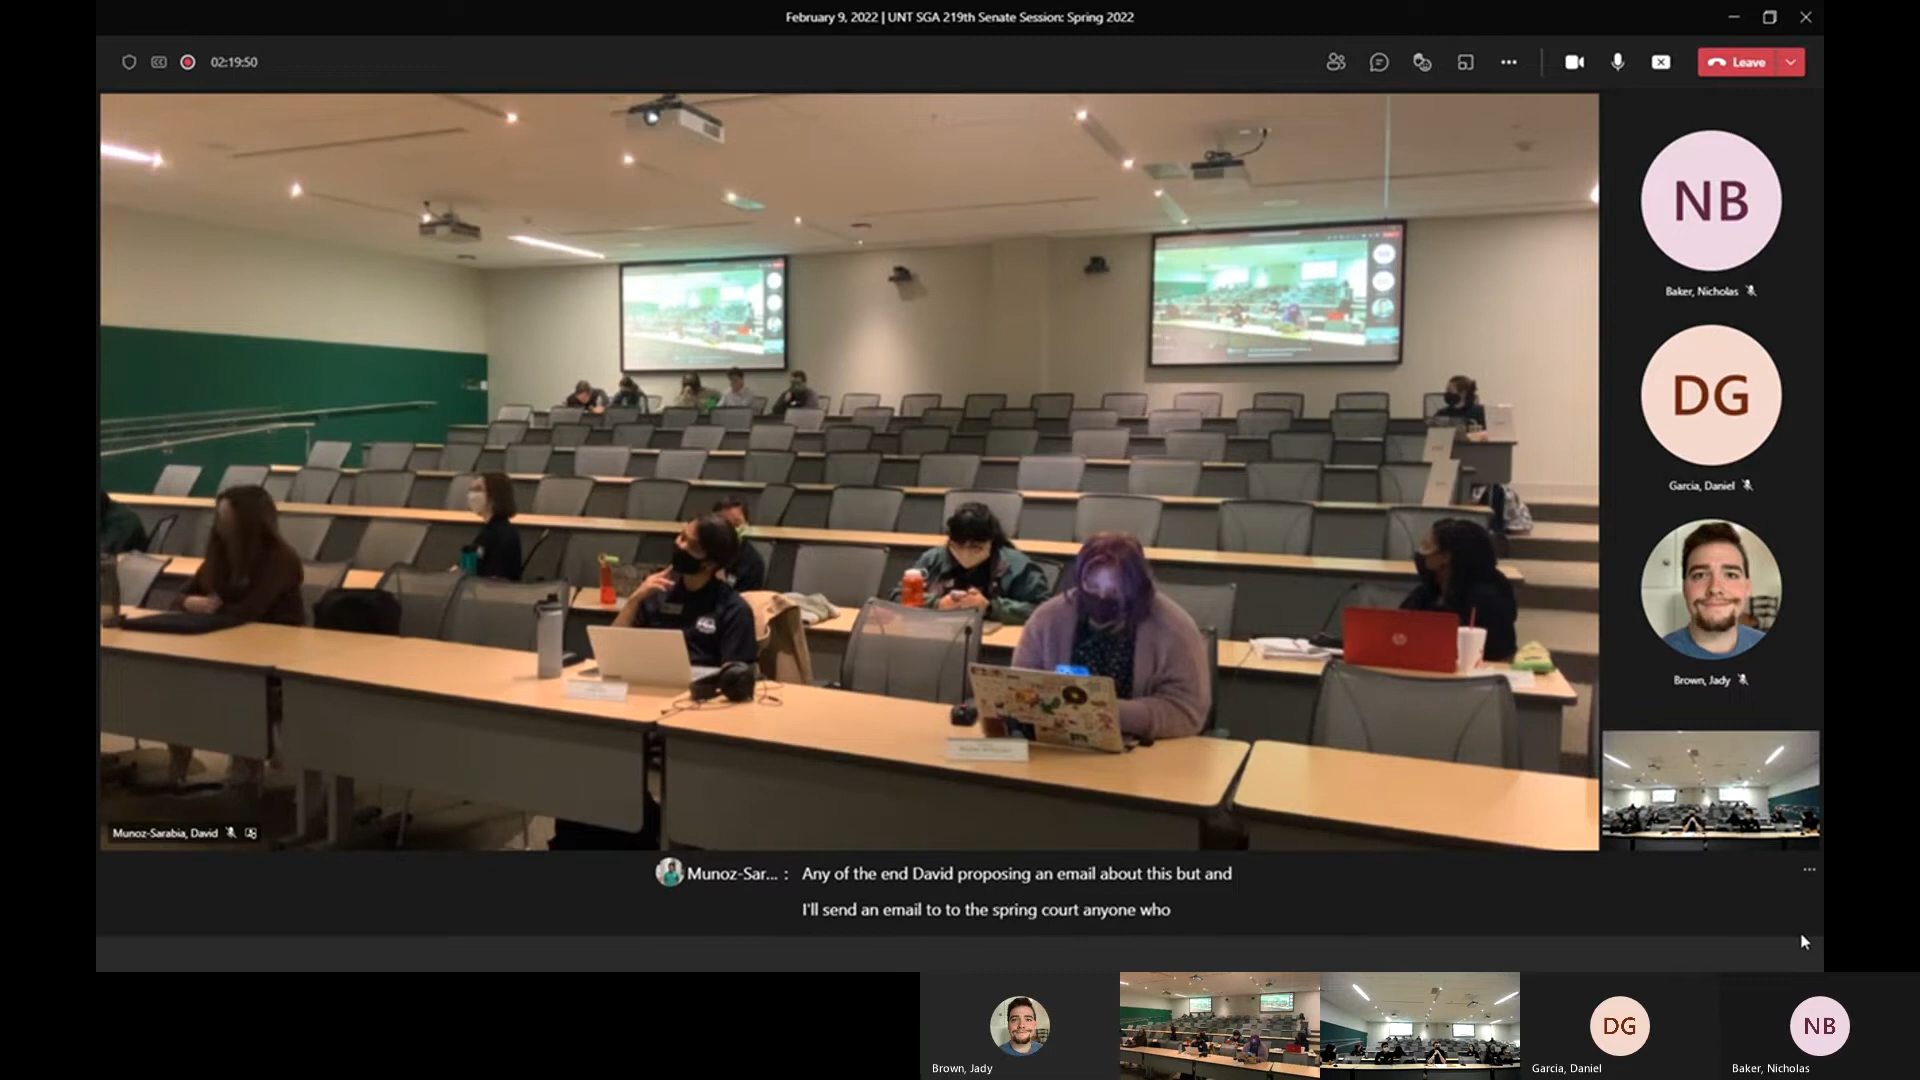 February 9, 2022 | UNT SGA 219th Senate Session: Spring 2022
02:19:50
Leave
NB
Baker, Nicholas
DG
Garcia, Daniel
Brown, Jady
SGA
hp
Munoz-Sarabia, David
Munoz-Sar... : Any of the end David proposing an email about this but and
I'll send an email to to the spring court anyone who
Brown, Jady
DG
Garcia, Daniel
NB
Baker, Nicholas